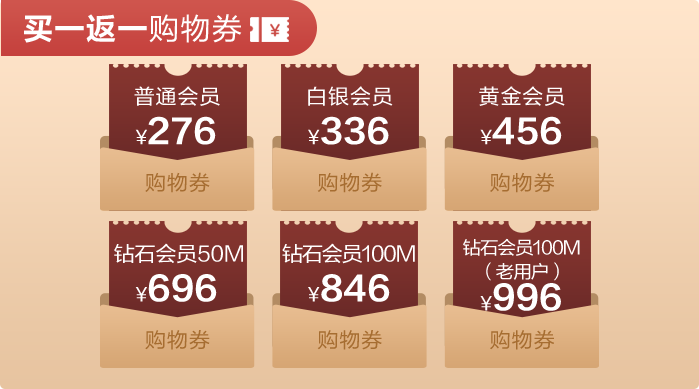 买一返一购物券 ¥
普通会员
¥276
购物券
白银会员
¥336
购物券
黄金会员
¥456
购物券
钻石会员50M
¥696
购物券
钻石会员100M
¥846
购物券
钻石会员100M
（老用户）
¥996
购物券